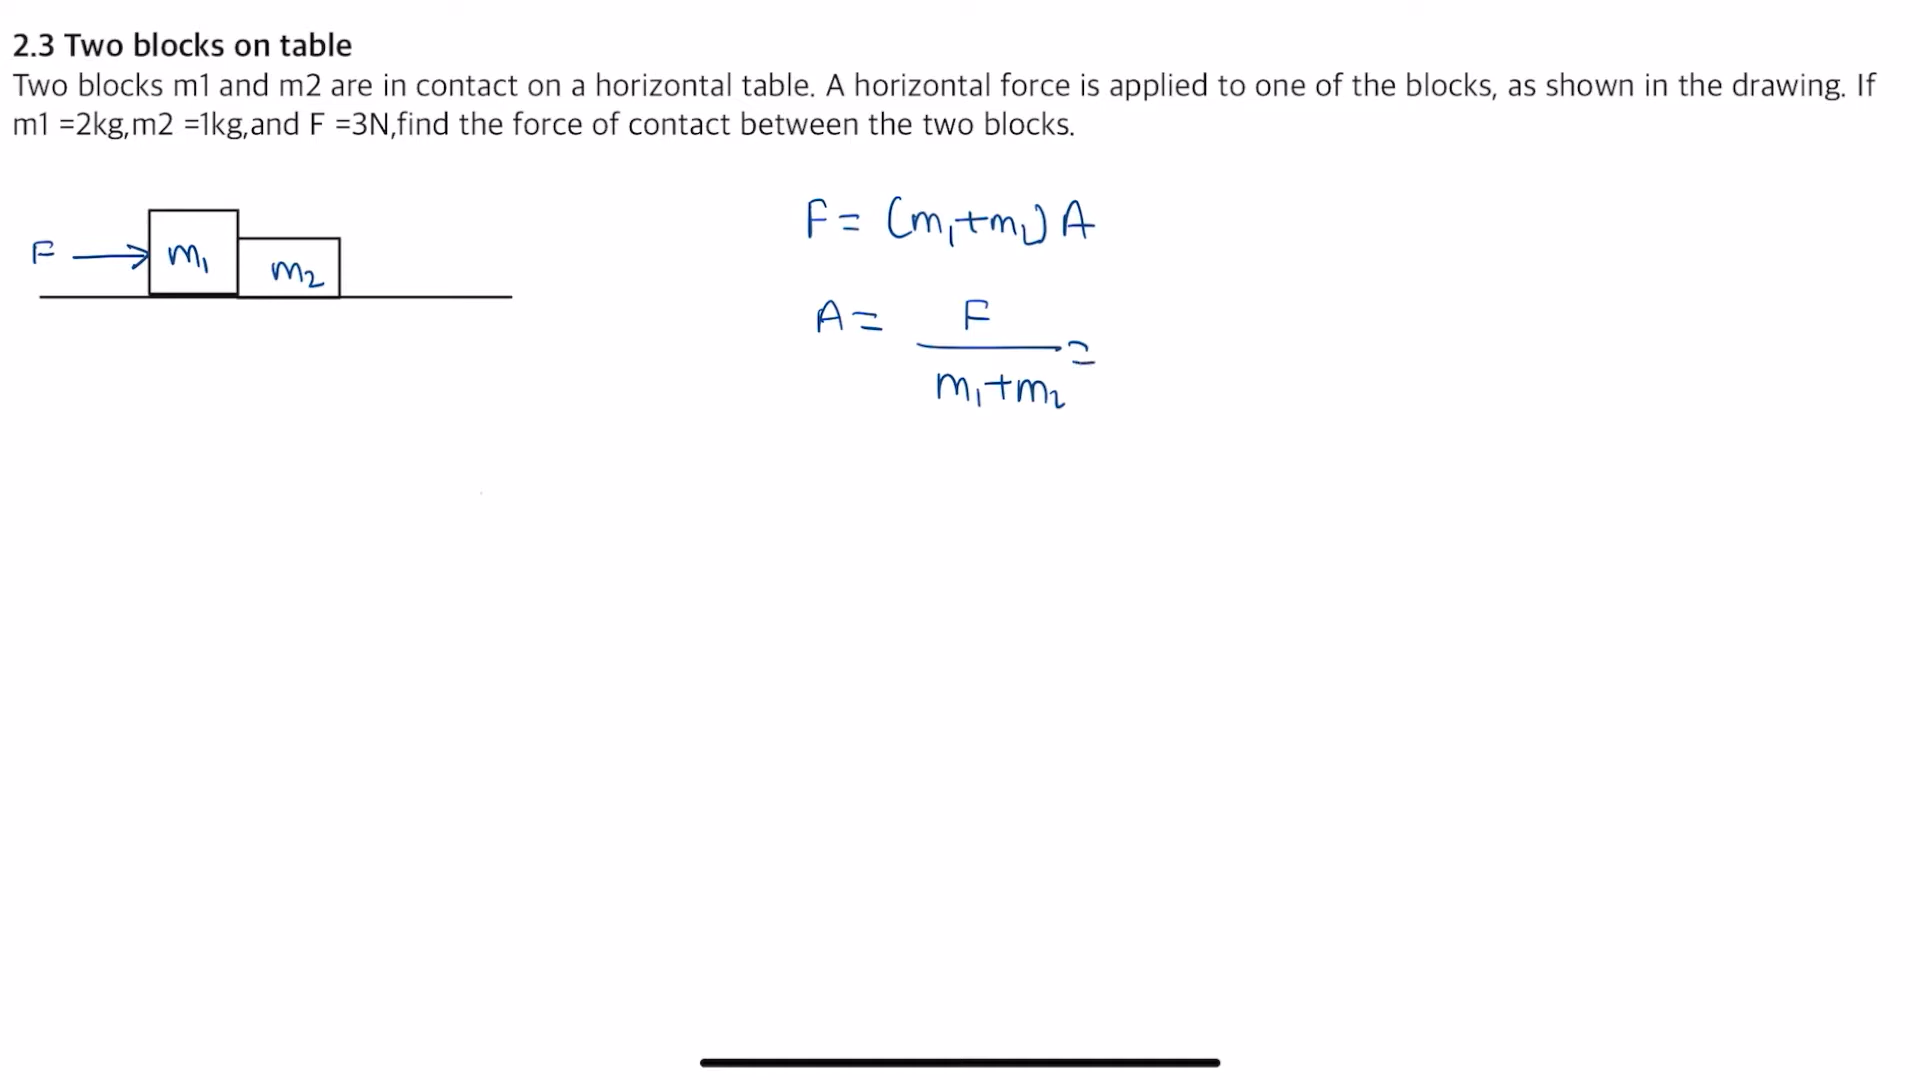 2.3 Two blocks on table
Two blocks m1 and m2 are in contact on a horizontal table. A horizontal force is applied to one of the blocks, as shown in the drawing. If
m1 =2kg,m2 =1kg,and F =3N,find the force of contact between the two blocks.
F = (m₁+m₂) A
F → m₁ m₂
A = F
=
m₁+m₂